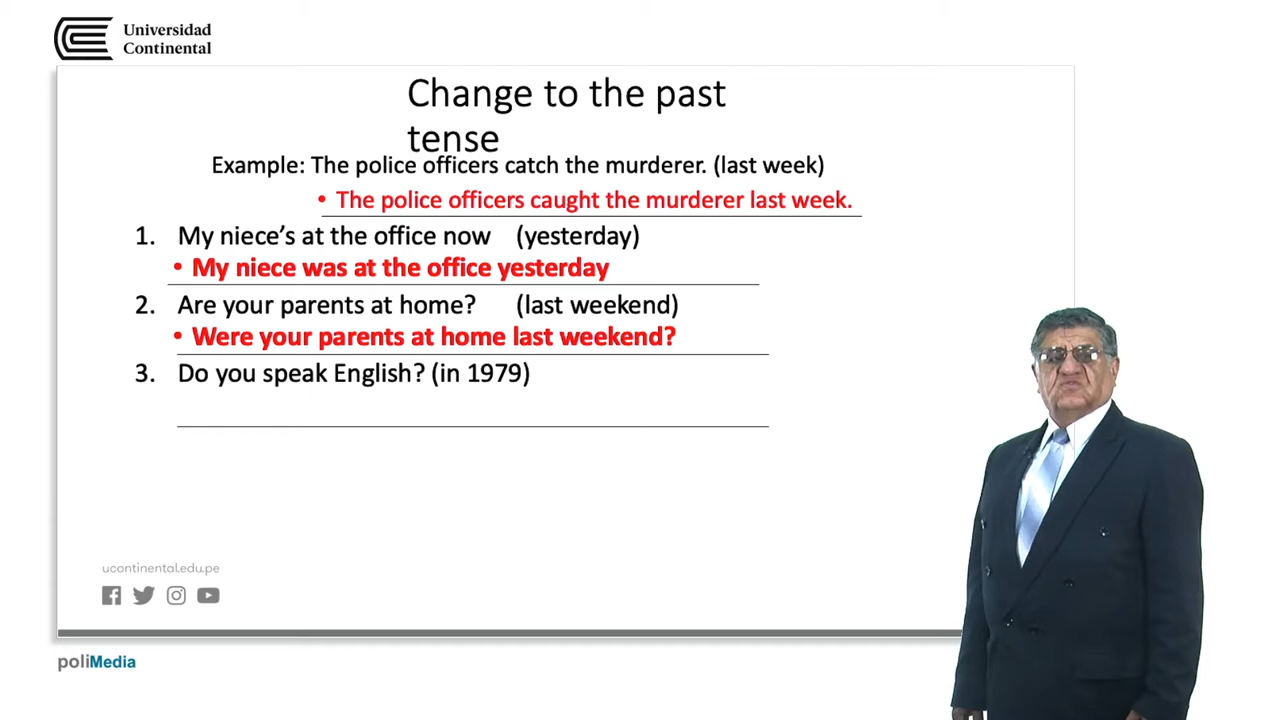 Universidad
Continental
Change to the past
tense
Example: The police officers catch the murderer. (last week)
• The police officers caught the murderer last week.
1. My niece’s at the office now (yesterday)
• My niece was at the office yesterday
2. Are your parents at home? (last weekend)
• Were your parents at home last weekend?
3. Do you speak English? (in 1979)
ucontinental.edu.pe
poliMedia